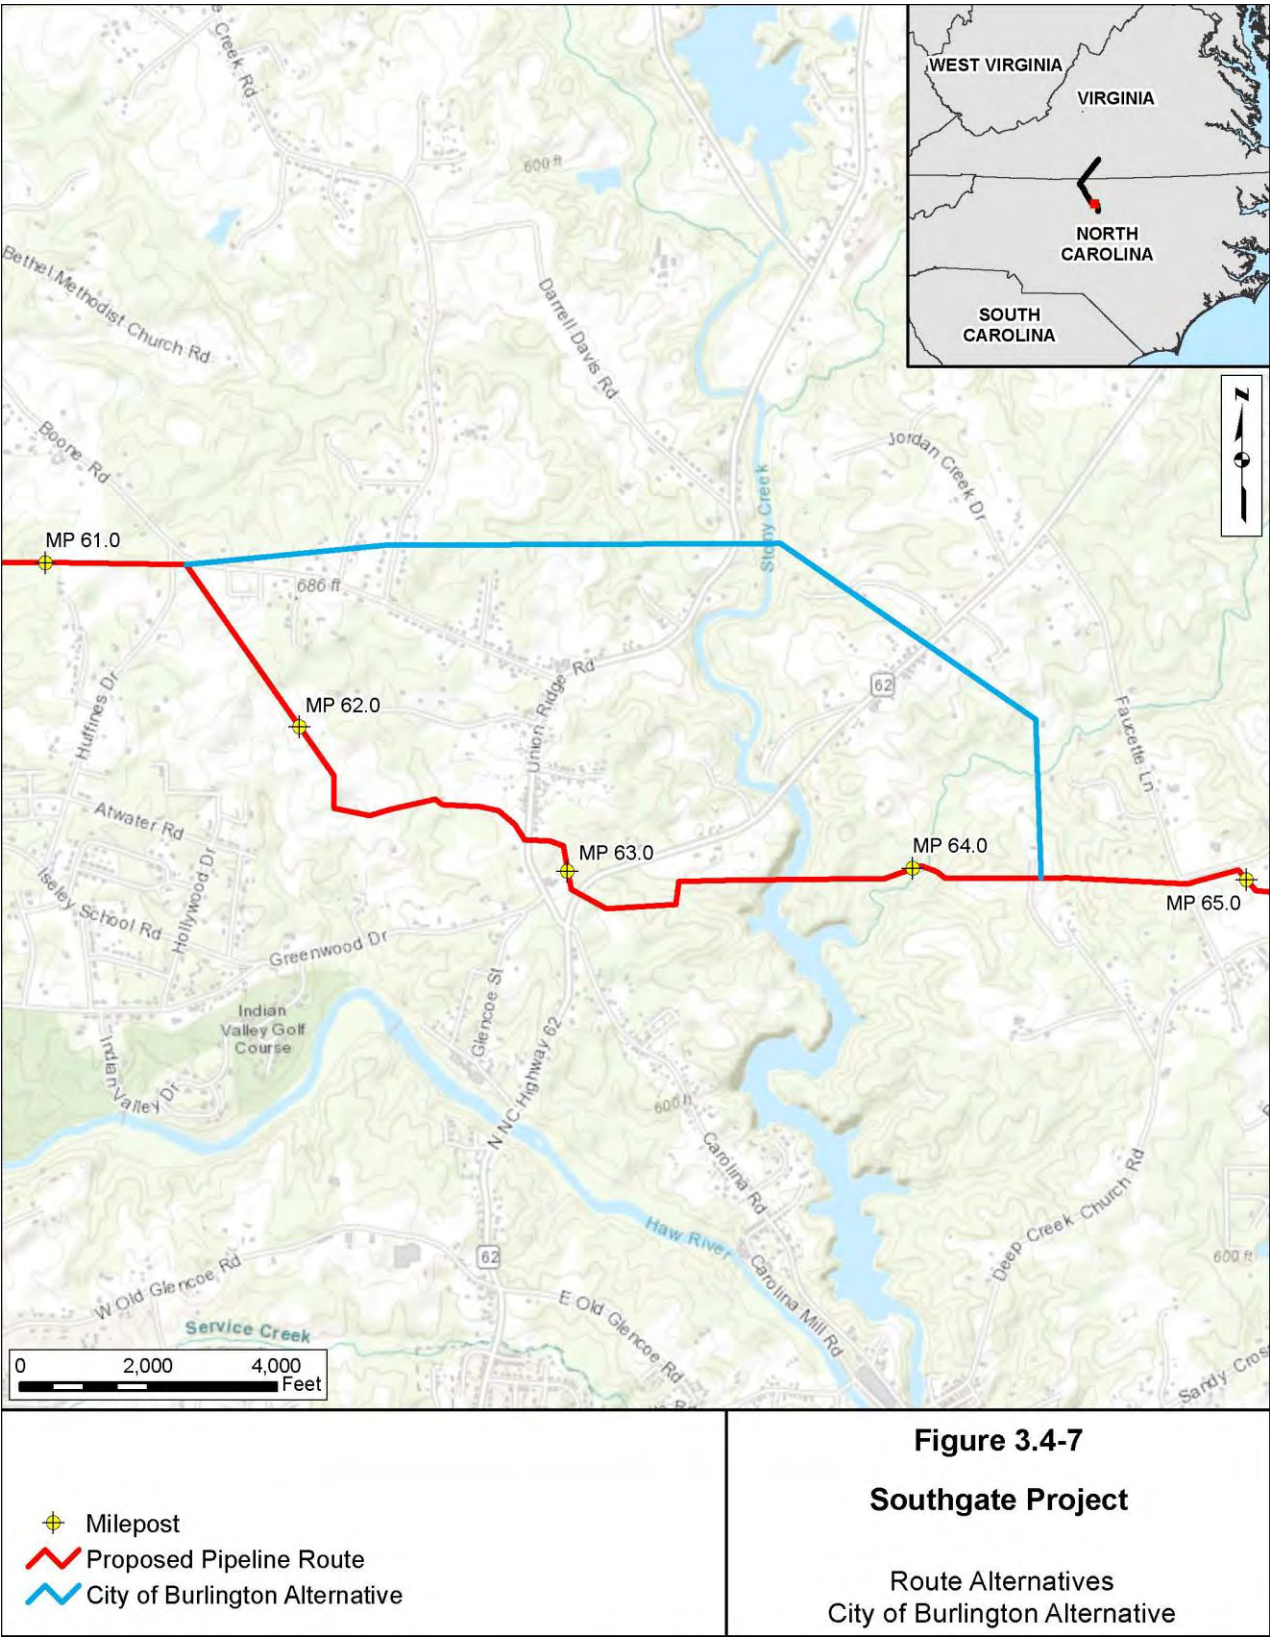 e Creek Rd
WEST VIRGINIA
VIRGINIA
NORTH
CAROLINA
SOUTH
CAROLINA
N
600 ft
Bethel Methodist Church Rd
Darrell Davis Rd
Boone Rd
Jordan Creek Dr
Stony Creek
MP 61.0
686 ft
Union Ridge Rd
62
Huffines Dr
MP 62.0
Faucette Ln
Atwater Rd
Hollywood Dr
Iseley School Rd
MP 63.0
MP 64.0
MP 65.0
Greenwood Dr
Indian
Valley Golf
Course
Glencoe St
N NC Highway 62
Indian Valley Dr
600 ft
Carolina Rd
Haw River
Deep Creek Church Rd
600 ft
62
W Old Glencoe Rd
Carolina Mill Rd
E Old Glencoe Rd
Service Creek
Sandy Cross
0 2,000 4,000
Feet
Milepost
Proposed Pipeline Route
City of Burlington Alternative
Figure 3.4-7
Southgate Project
Route Alternatives
City of Burlington Alternative